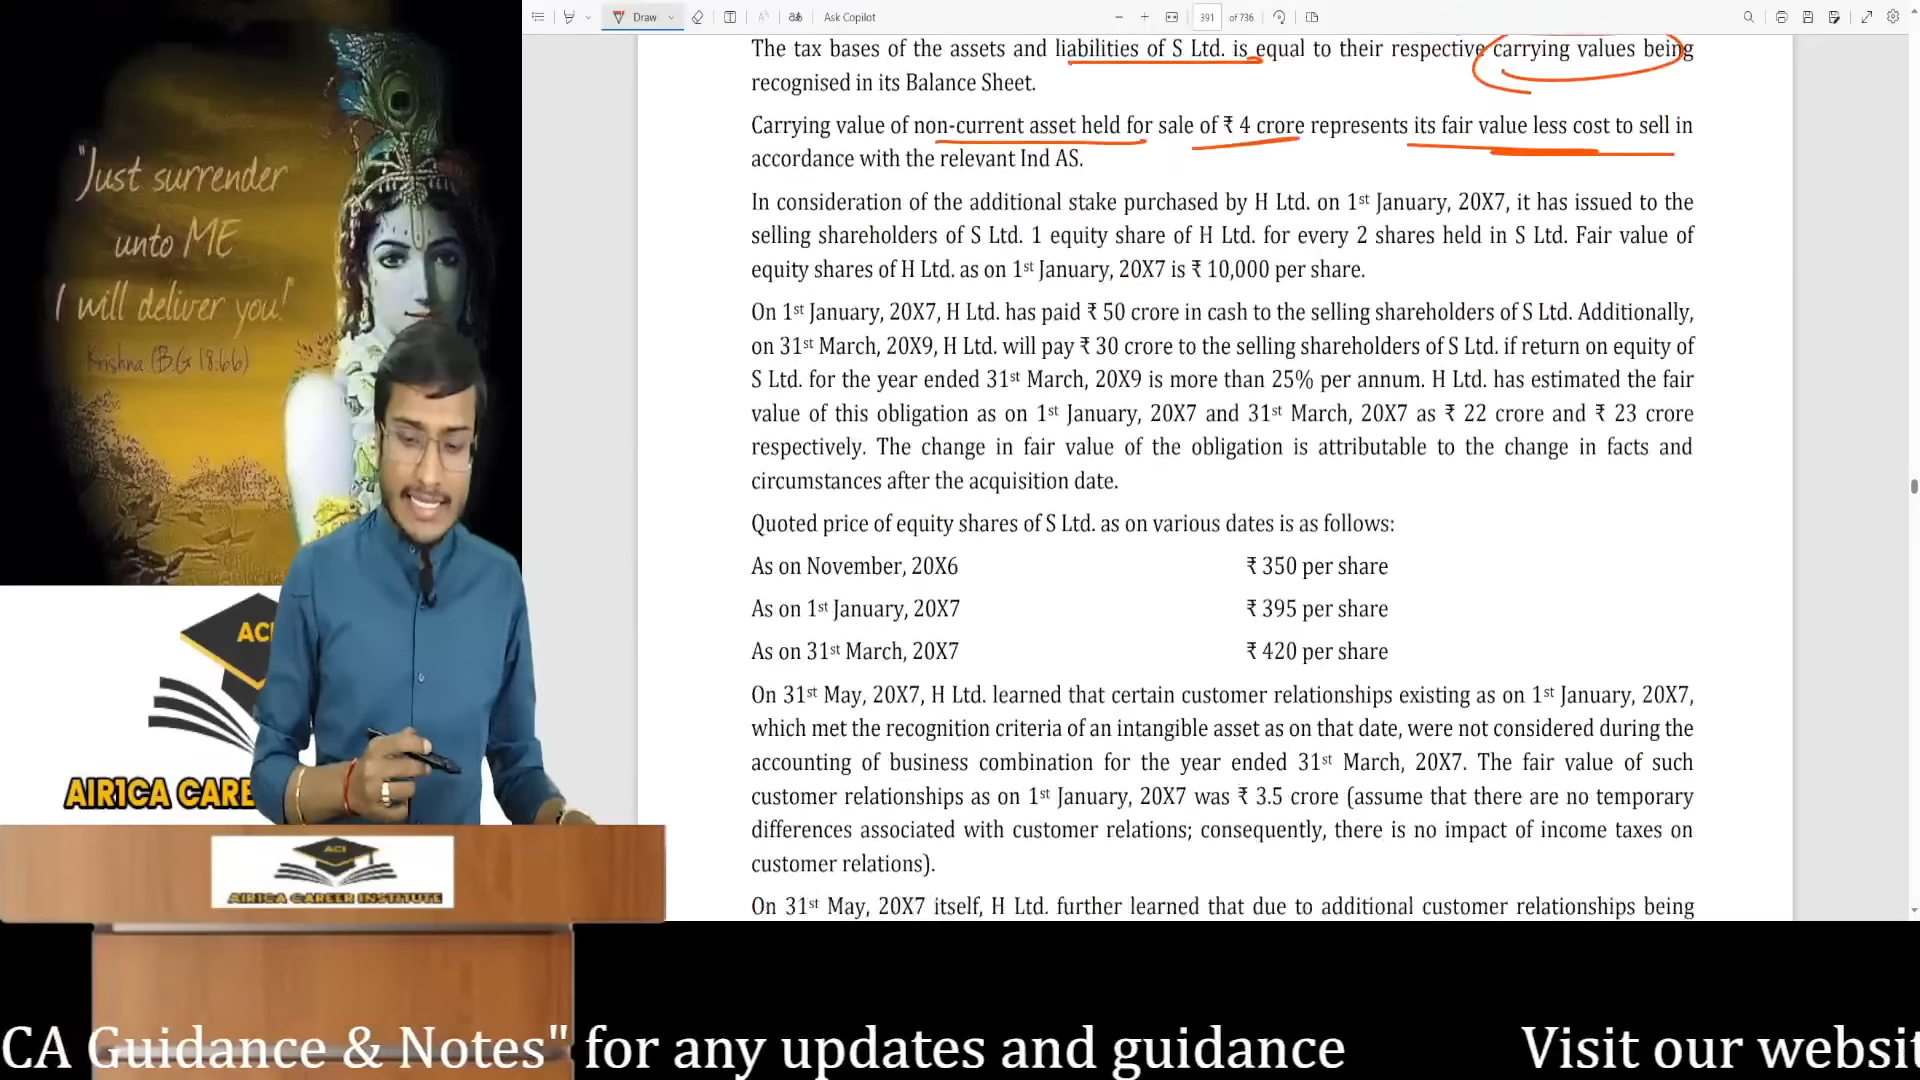 Draw
Ask Copilot
391
of 736
The tax bases of the assets and liabilities of S Ltd. is equal to their respective carrying values being
recognised in its Balance Sheet.
Carrying value of non-current asset held for sale of ₹ 4 crore represents its fair value less cost to sell in
accordance with the relevant Ind AS.
In consideration of the additional stake purchased by H Ltd. on 1st January, 20X7, it has issued to the
selling shareholders of S Ltd. 1 equity share of H Ltd. for every 2 shares held in S Ltd. Fair value of
equity shares of H Ltd. as on 1st January, 20X7 is ₹ 10,000 per share.
On 1st January, 20X7, H Ltd. has paid ₹ 50 crore in cash to the selling shareholders of S Ltd. Additionally,
on 31st March, 20X9, H Ltd. will pay ₹ 30 crore to the selling shareholders of S Ltd. if return on equity of
S Ltd. for the year ended 31st March, 20X9 is more than 25% per annum. H Ltd. has estimated the fair
value of this obligation as on 1st January, 20X7 and 31st March, 20X7 as ₹ 22 crore and ₹ 23 crore
respectively. The change in fair value of the obligation is attributable to the change in facts and
circumstances after the acquisition date.
Quoted price of equity shares of S Ltd. as on various dates is as follows:
As on November, 20X6 ₹ 350 per share
As on 1st January, 20X7 ₹ 395 per share
As on 31st March, 20X7 ₹ 420 per share
On 31st May, 20X7, H Ltd. learned that certain customer relationships existing as on 1st January, 20X7,
which met the recognition criteria of an intangible asset as on that date, were not considered during the
accounting of business combination for the year ended 31st March, 20X7. The fair value of such
customer relationships as on 1st January, 20X7 was ₹ 3.5 crore (assume that there are no temporary
differences associated with customer relations; consequently, there is no impact of income taxes on
customer relations).
On 31st May, 20X7 itself, H Ltd. further learned that due to additional customer relationships being
"Just surrender
unto ME
I will deliver you!"
Krishna (B.G 18:66)
ACI
AIR1CA CARE
ACI
AIR1CA CAREER INSTITUTE
CA Guidance & Notes" for any updates and guidance
Visit our websit